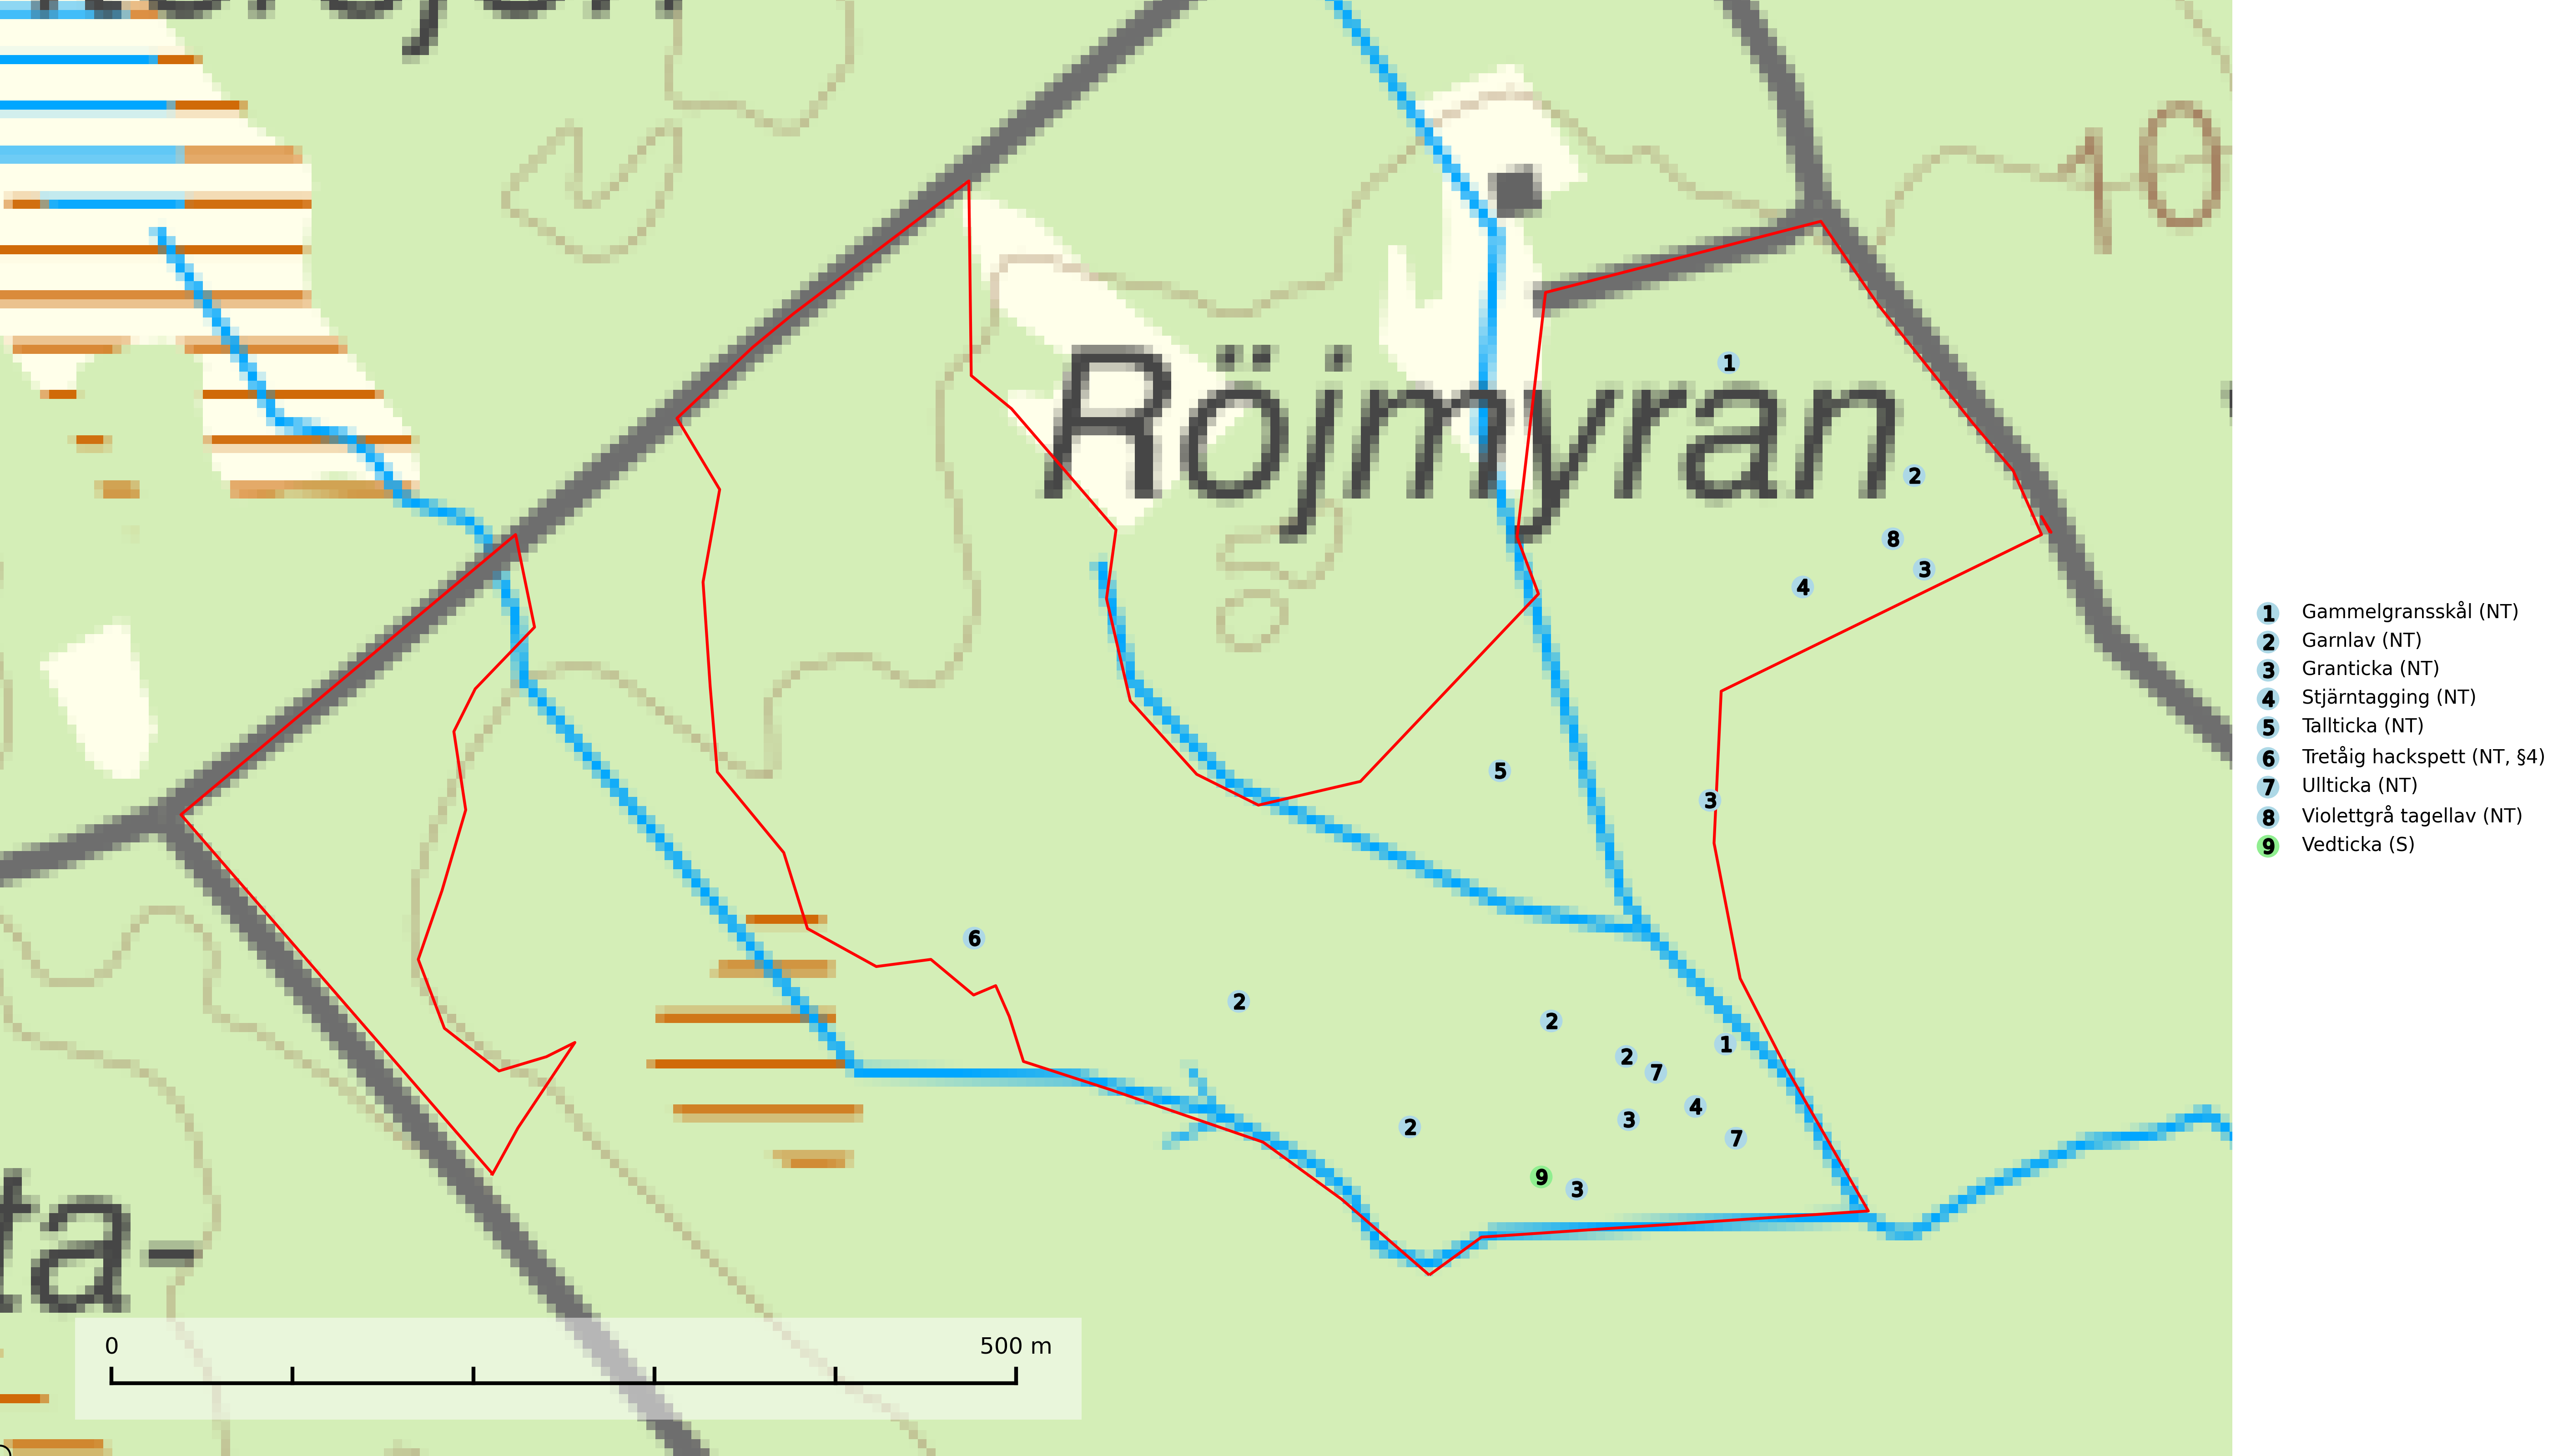 Röjmyran
10
1
2
8
3
4
5
3
6
2
2
1
2
7
4
3
2
7
9
3
ta-
0 500 m
1 Gammelgransskål (NT)
2 Garnlav (NT)
3 Granticka (NT)
4 Stjärntagging (NT)
5 Tallticka (NT)
6 Tretåig hackspett (NT, §4)
7 Ullticka (NT)
8 Violettgrå tagellav (NT)
9 Vedticka (S)